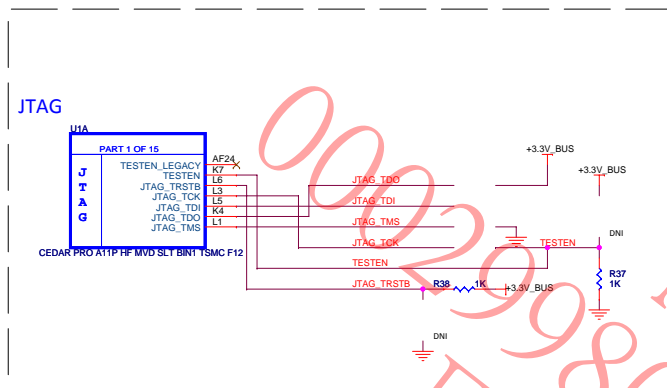 JTAG
U1A
PART 1 OF 15
JTAG
TESTEN_LEGACY
TESTEN
JTAG_TRSTB
JTAG_TCK
JTAG_TDI
JTAG_TDO
JTAG_TMS
AF24
K7
L6
L3
L5
K4
L1
CEDAR PRO A11P HF MVD SLT BIN1 TSMC F12
JTAG_TDO
JTAG_TDI
JTAG_TMS
JTAG_TCK
TESTEN
JTAG_TRSTB
R38
1K
+3.3V_BUS
+3.3V_BUS
+3.3V_BUS
DNI
TESTEN
R37
1K
DNI
0002998